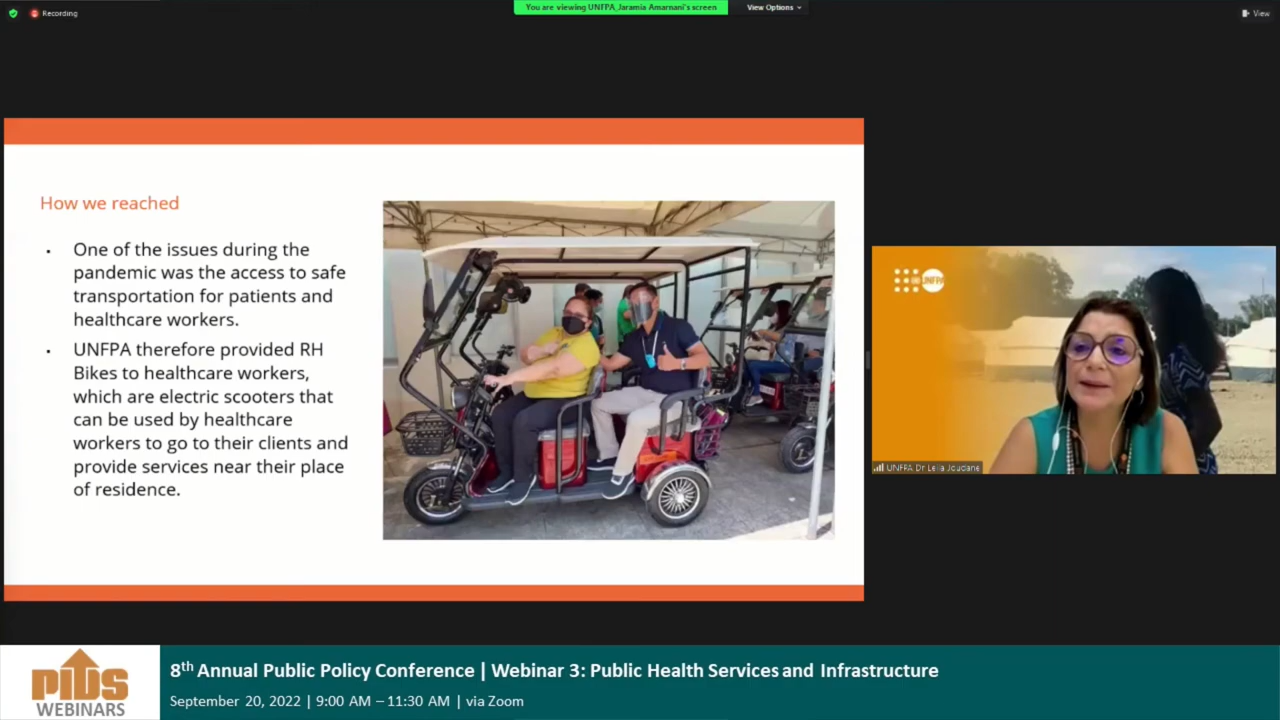 Recording
You are viewing UNFPA, Jaramia Amarnani's screen
View Options
View
How we reached
• One of the issues during the
pandemic was the access to safe
transportation for patients and
healthcare workers.
• UNFPA therefore provided RH
Bikes to healthcare workers,
which are electric scooters that
can be used by healthcare
workers to go to their clients and
provide services near their place
of residence.
UNFPA
UNFPA Dr Leila Joudane
PIDS
WEBINARS
8th Annual Public Policy Conference | Webinar 3: Public Health Services and Infrastructure
September 20, 2022 | 9:00 AM – 11:30 AM | via Zoom